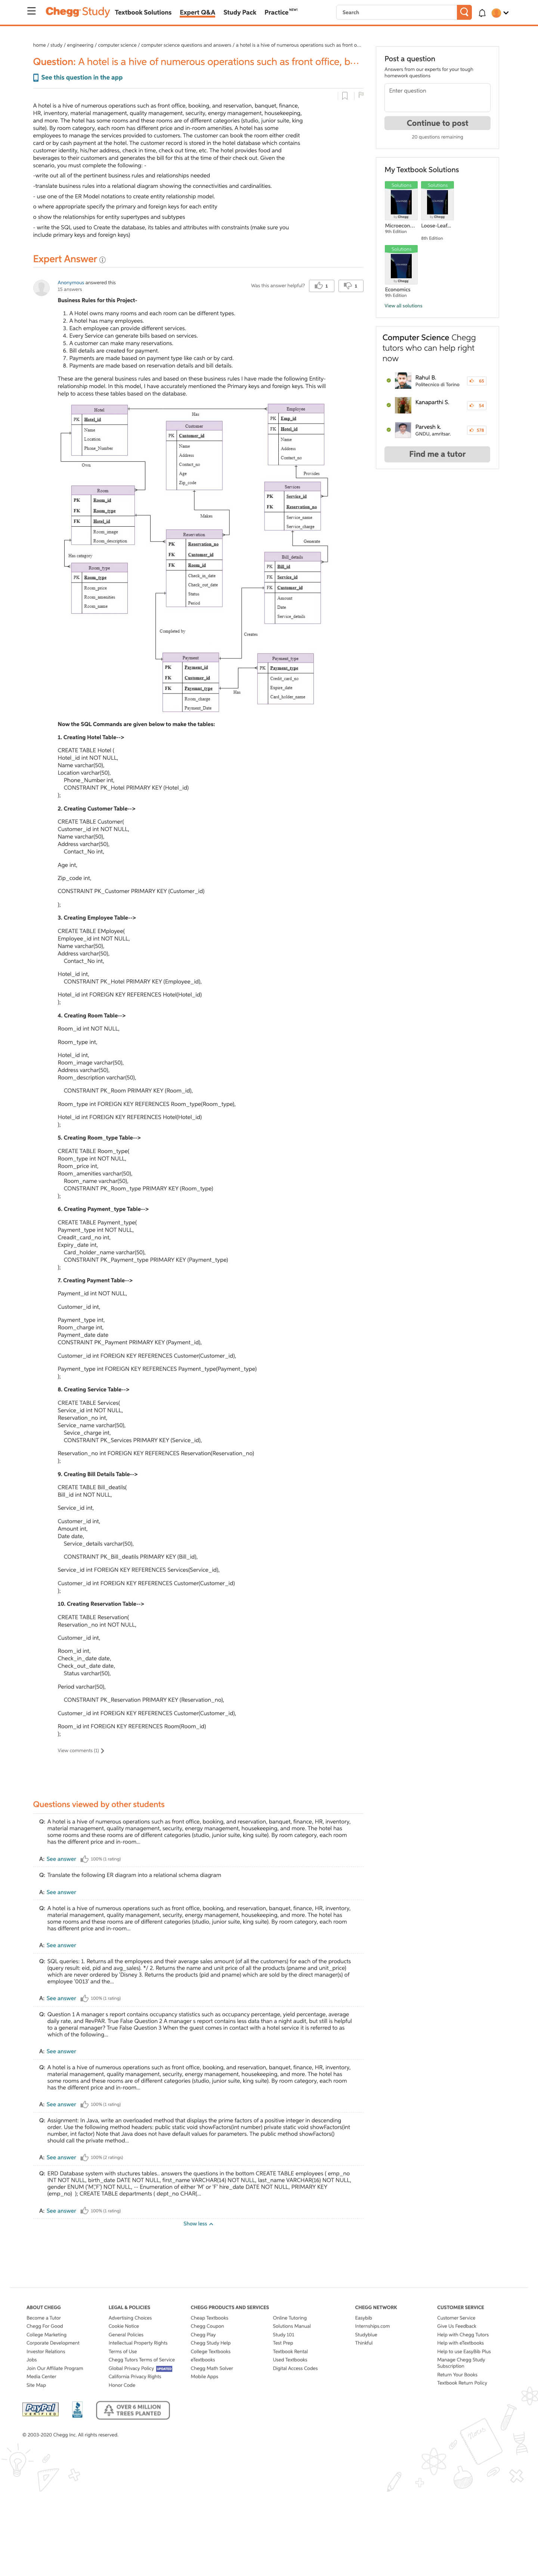 Chegg Study Textbook Solutions Expert Q&A Study Pack Practice NEW! Search
home / study / engineering / computer science / computer science questions and answers / a hotel is a hive of numerous operations such as front o...
Question: A hotel is a hive of numerous operations such as front office, b...
See this question in the app
A hotel is a hive of numerous operations such as front office, booking, and reservation, banquet, finance,
HR, inventory, material management, quality management, security, energy management, housekeeping,
and more. The hotel has some rooms and these rooms are of different categories (studio, junior suite, king
suite). By room category, each room has different price and in-room amenities. A hotel has some
employees to manage the services provided to customers. The customer can book the room either credit
card or by cash payment at the hotel. The customer record is stored in the hotel database which contains
customer identity, his/her address, check in time, check out time, etc. The hotel provides food and
beverages to their customers and generates the bill for this at the time of their check out. Given the
scenario, you must complete the following: -
-write out all of the pertinent business rules and relationships needed
-translate business rules into a relational diagram showing the connectivities and cardinalities.
- use one of the ER Model notations to create entity relationship model.
o where appropriate specify the primary and foreign keys for each entity
o show the relationships for entity supertypes and subtypes
- write the SQL used to Create the database, its tables and attributes with constraints (make sure you
include primary keys and foreign keys)
Expert Answer
Anonymous answered this
15 answers
Was this answer helpful? 1 1
Business Rules for this Project-
1. A Hotel owns many rooms and each room can be different types.
2. A hotel has many employees.
3. Each employee can provide different services.
4. Every Service can generate bills based on services.
5. A customer can make many reservations.
6. Bill details are created for payment.
7. Payments are made based on payment type like cash or by card.
8. Payments are made based on reservation details and bill details.
These are the general business rules and based on these business rules I have made the following Entity-
relationship model. In this model, I have accurately mentioned the Primary keys and foreign keys. This will
help to access these tables based on the database.
Hotel
PK Hotel_id
Name
Location
Phone_Number
Has
Employee
PK Emp_id
FK Hotel_id
Name
Address
Contact_no
Customer
PK Customer_id
Name
Address
Contact_no
Age
Zip_code
Own
Provides
Room
PK Room_id
FK Room_type
FK Hotel_id
Room_image
Room_description
Services
PK Service_id
FK Reservation_no
Service_name
Service_charge
Makes
Reservation
PK Reservation_no
FK Customer_id
FK Room_id
Check_in_date
Check_out_date
Status
Period
Generate
Has category
Room_type
PK Room_type
Room_price
Room_amenities
Room_name
Bill_details
PK Bill_id
FK Service_id
FK Customer_id
Amount
Date
Service_details
Completed by
Creates
Payment
PK Payment_id
FK Customer_id
FK Payment_type
Room_charge
Payment_Date
Has
Payment_type
PK Payment_type
Credit_card_no
Expire_date
Card_holder_name
Now the SQL Commands are given below to make the tables:
1. Creating Hotel Table-->
CREATE TABLE Hotel (
Hotel_id int NOT NULL,
Name varchar(50),
Location varchar(50),
Phone_Number int,
CONSTRAINT PK_Hotel PRIMARY KEY (Hotel_id)
);
2. Creating Customer Table-->
CREATE TABLE Customer(
Customer_id int NOT NULL,
Name varchar(50),
Address varchar(50),
Contact_No int,
Age int,
Zip_code int,
CONSTRAINT PK_Customer PRIMARY KEY (Customer_id)
);
3. Creating Employee Table-->
CREATE TABLE EMployee(
Employee_id int NOT NULL,
Name varchar(50),
Address varchar(50),
Contact_No int,
Hotel_id int,
CONSTRAINT PK_Hotel PRIMARY KEY (Employee_id),
Hotel_id int FOREIGN KEY REFERENCES Hotel(Hotel_id)
);
4. Creating Room Table-->
Room_id int NOT NULL,
Room_type int,
Hotel_id int,
Room_image varchar(50),
Address varchar(50),
Room_description varchar(50),
CONSTRAINT PK_Room PRIMARY KEY (Room_id),
Room_type int FOREIGN KEY REFERENCES Room_type(Room_type),
Hotel_id int FOREIGN KEY REFERENCES Hotel(Hotel_id)
);
5. Creating Room_type Table-->
CREATE TABLE Room_type(
Room_type int NOT NULL,
Room_price int,
Room_amenities varchar(50),
Room_name varchar(50),
CONSTRAINT PK_Room_type PRIMARY KEY (Room_type)
);
6. Creating Payment_type Table-->
CREATE TABLE Payment_type(
Payment_type int NOT NULL,
Creadit_card_no int,
Expiry_date int,
Card_holder_name varchar(50),
CONSTRAINT PK_Payment_type PRIMARY KEY (Payment_type)
);
7. Creating Payment Table-->
Payment_id int NOT NULL,
Customer_id int,
Payment_type int,
Room_charge int,
Payment_date date
CONSTRAINT PK_Payment PRIMARY KEY (Payment_id),
Customer_id int FOREIGN KEY REFERENCES Customer(Customer_id),
Payment_type int FOREIGN KEY REFERENCES Payment_type(Payment_type)
);
8. Creating Service Table-->
CREATE TABLE Services(
Service_id int NOT NULL,
Reservation_no int,
Service_name varchar(50),
Sevice_charge int,
CONSTRAINT PK_Services PRIMARY KEY (Service_id),
Reservation_no int FOREIGN KEY REFERENCES Reservation(Reservation_no)
);
9. Creating Bill Details Table-->
CREATE TABLE Bill_deatils(
Bill_id int NOT NULL,
Service_id int,
Customer_id int,
Amount int,
Date date,
Service_details varchar(50),
CONSTRAINT PK_Bill_deatils PRIMARY KEY (Bill_id),
Service_id int FOREIGN KEY REFERENCES Services(Service_id),
Customer_id int FOREIGN KEY REFERENCES Customer(Customer_id)
);
10. Creating Reservation Table-->
CREATE TABLE Reservation(
Reservation_no int NOT NULL,
Customer_id int,
Room_id int,
Check_in_date date,
Check_out_date date,
Status varchar(50),
Period varchar(50),
CONSTRAINT PK_Reservation PRIMARY KEY (Reservation_no),
Customer_id int FOREIGN KEY REFERENCES Customer(Customer_id),
Room_id int FOREIGN KEY REFERENCES Room(Room_id)
);
View comments (1)
Post a question
Answers from our experts for your tough
homework questions
Enter question
Continue to post
20 questions remaining
My Textbook Solutions
Solutions Solutions
Microecon... Loose-Leaf...
9th Edition
8th Edition
Solutions
Economics
9th Edition
View all solutions
Computer Science Chegg
tutors who can help right
now
Rahul B.
Politecnico di Torino
Kanaparthi S.
Parvesh k.
GNDU, amritsar.
Find me a tutor
Questions viewed by other students
Q: A hotel is a hive of numerous operations such as front office, booking, and reservation, banquet, finance, HR, inventory,
material management, quality management, security, energy management, housekeeping, and more. The hotel has
some rooms and these rooms are of different categories (studio, junior suite, king suite). By room category, each room
has the different price and in-room...
A: See answer 100% (1 rating)
Q: Translate the following ER diagram into a relational schema diagram
A: See answer
Q: A hotel is a hive of numerous operations such as front office, booking, and reservation, banquet, finance, HR, inventory,
material management, quality management, security, energy management, housekeeping, and more. The hotel has
some rooms and these rooms are of different categories (studio, junior suite, king suite). By room category, each room
has different price and in-room...
A: See answer
Q: SQL queries: 1. Returns all the employees and their average sales amount (of all the customers) for each of the products
(query result: eid, pid and avg_sales). */ 2. Returns the name and unit price of all the products (pname and unit_price)
which are never ordered by 'Disney 3. Returns the products (pid and pname) which are sold by the direct manager(s) of
employee '0013' and the...
A: See answer 100% (1 rating)
Q: Question 1 A manager s report contains occupancy statistics such as occupancy percentage, yield percentage, average
daily rate, and RevPAR. True False Question 2 A manager s report contains less data than a night audit, but still is helpful
to a general manager? True False Question 3 When the guest comes in contact with a hotel service it is referred to as
which of the following...
A: See answer
Q: A hotel is a hive of numerous operations such as front office, booking, and reservation, banquet, finance, HR, inventory,
material management, quality management, security, energy management, housekeeping, and more. The hotel has
some rooms and these rooms are of different categories (studio, junior suite, king suite). By room category, each room
has the different price and in-room...
A: See answer 100% (1 rating)
Q: Assignment: In Java, write an overloaded method that displays the prime factors of a positive integer in descending
order. Use the following method headers: public static void showFactors(int number) private static void showFactors(int
number, int factor) Note that Java does not have default values for parameters. The public method showFactors()
should call the private method...
A: See answer 100% (2 ratings)
Q: ERD Database system with stuctures tables.. answers the questions in the bottom CREATE TABLE employees ( emp_no
INT NOT NULL, birth_date DATE NOT NULL, first_name VARCHAR(14) NOT NULL, last_name VARCHAR(16) NOT NULL,
gender ENUM ('M','F') NOT NULL, -- Enumeration of either 'M' or 'F' hire_date DATE NOT NULL, PRIMARY KEY
(emp_no) ); CREATE TABLE departments ( dept_no CHAR(...
A: See answer 100% (1 rating)
Show less
ABOUT CHEGG
Become a Tutor
Chegg For Good
College Marketing
Corporate Development
Investor Relations
Jobs
Join Our Affiliate Program
Media Center
Site Map
LEGAL & POLICIES
Advertising Choices
Cookie Notice
General Policies
Intellectual Property Rights
Terms of Use
Chegg Tutors Terms of Service
Global Privacy Policy UPDATED
California Privacy Rights
Honor Code
CHEGG PRODUCTS AND SERVICES
Cheap Textbooks
Chegg Coupon
Chegg Play
Chegg Study Help
College Textbooks
eTextbooks
Chegg Math Solver
Mobile Apps
Online Tutoring
Solutions Manual
Study 101
Test Prep
Textbook Rental
Used Textbooks
Digital Access Codes
CHEGG NETWORK
Easybib
Internships.com
Studyblue
Thinkful
CUSTOMER SERVICE
Customer Service
Give Us Feedback
Help with Chegg Tutors
Help with eTextbooks
Help to use EasyBib Plus
Manage Chegg Study
Subscription
Return Your Books
Textbook Return Policy
PayPal
VERIFIED
BBB
OVER 6 MILLION
TREES PLANTED
© 2003-2020 Chegg Inc. All rights reserved.